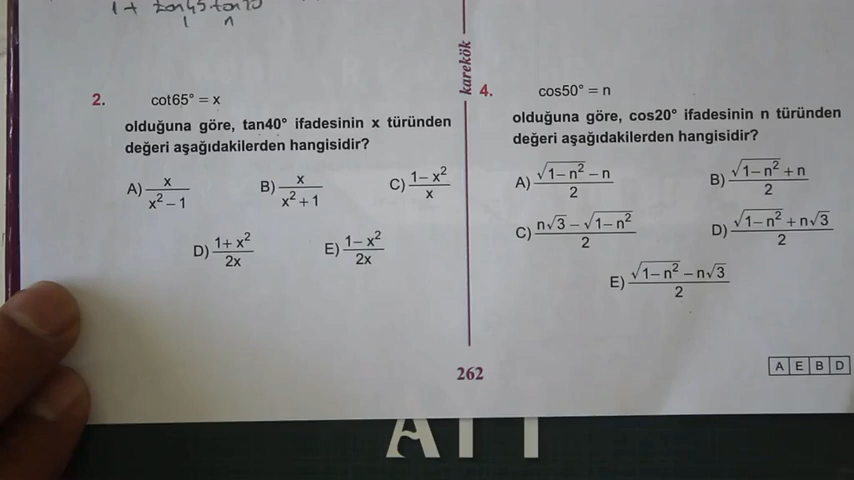 1 + tan45 tan20
1 n
2. cot65° = x
olduğuna göre, tan40° ifadesinin x türünden
değeri aşağıdakilerden hangisidir?
A) x / x² – 1
B) x / x² + 1
C) 1 – x² / x
D) 1 + x² / 2x
E) 1 – x² / 2x
karekök
4. cos50° = n
olduğuna göre, cos20° ifadesinin n türünden
değeri aşağıdakilerden hangisidir?
A) √(1–n²) – n / 2
B) √(1–n²) + n / 2
C) n√3 – √(1–n²) / 2
D) √(1–n²) + n√3 / 2
E) √(1–n²) – n√3 / 2
262
A E B D